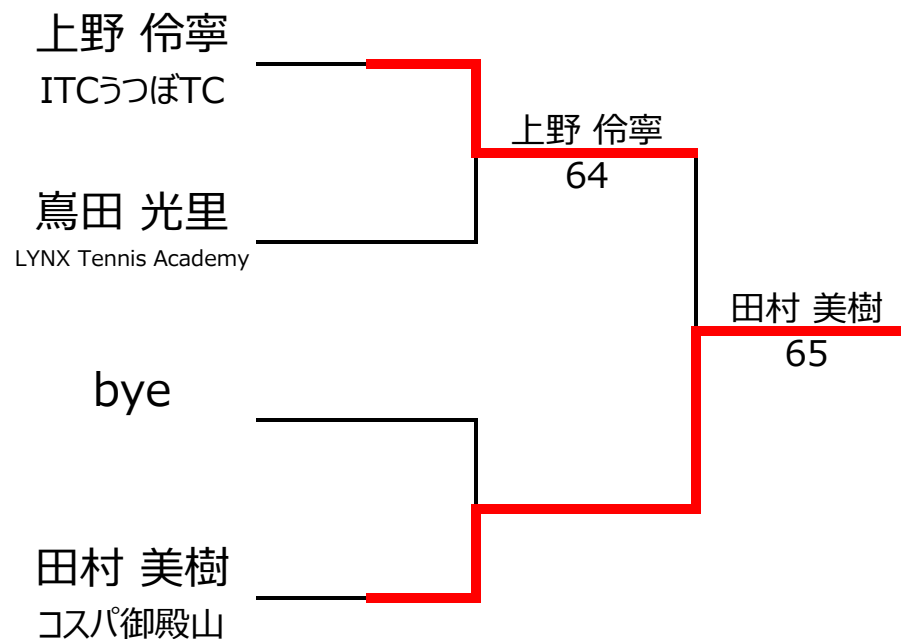 上野 伶寧
ITCうつぼTC
上野 伶寧
64
嶌田 光里
LYNX Tennis Academy
田村 美樹
65
bye
田村 美樹
コスパ御殿山